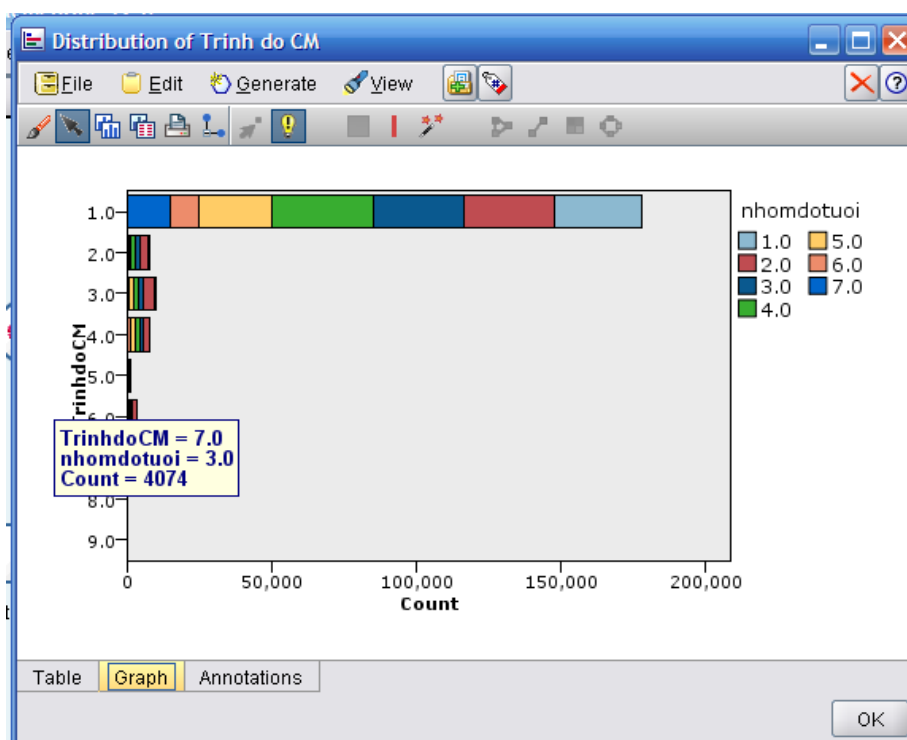 Distribution of Trinh do CM
File Edit Generate View
1.0
2.0
3.0
4.0
5.0
6.0
8.0
9.0
TrinhdoCM = 7.0
nhomdotuoi = 3.0
Count = 4074
0 50,000 100,000 150,000 200,000
Count
nhomdotuoi
1.0 5.0
2.0 6.0
3.0 7.0
4.0
Table Graph Annotations
OK